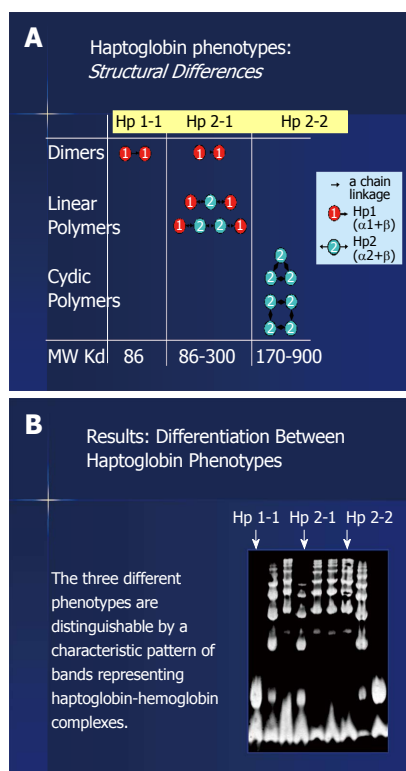 A
Haptoglobin phenotypes:
Structural Differences
Hp 1-1 Hp 2-1 Hp 2-2
Dimers 1 1 1 1
Linear
Polymers
1 2 1
1 2 2 1
a chain
linkage
1 Hp1
(α1+β)
2 Hp2
(α2+β)
Cydic
Polymers
2
2 2
2 2
2 2
MW Kd 86 86-300 170-900
B
Results: Differentiation Between
Haptoglobin Phenotypes
Hp 1-1 Hp 2-1 Hp 2-2
The three different
phenotypes are
distinguishable by a
characteristic pattern of
bands representing
haptoglobin-hemoglobin
complexes.